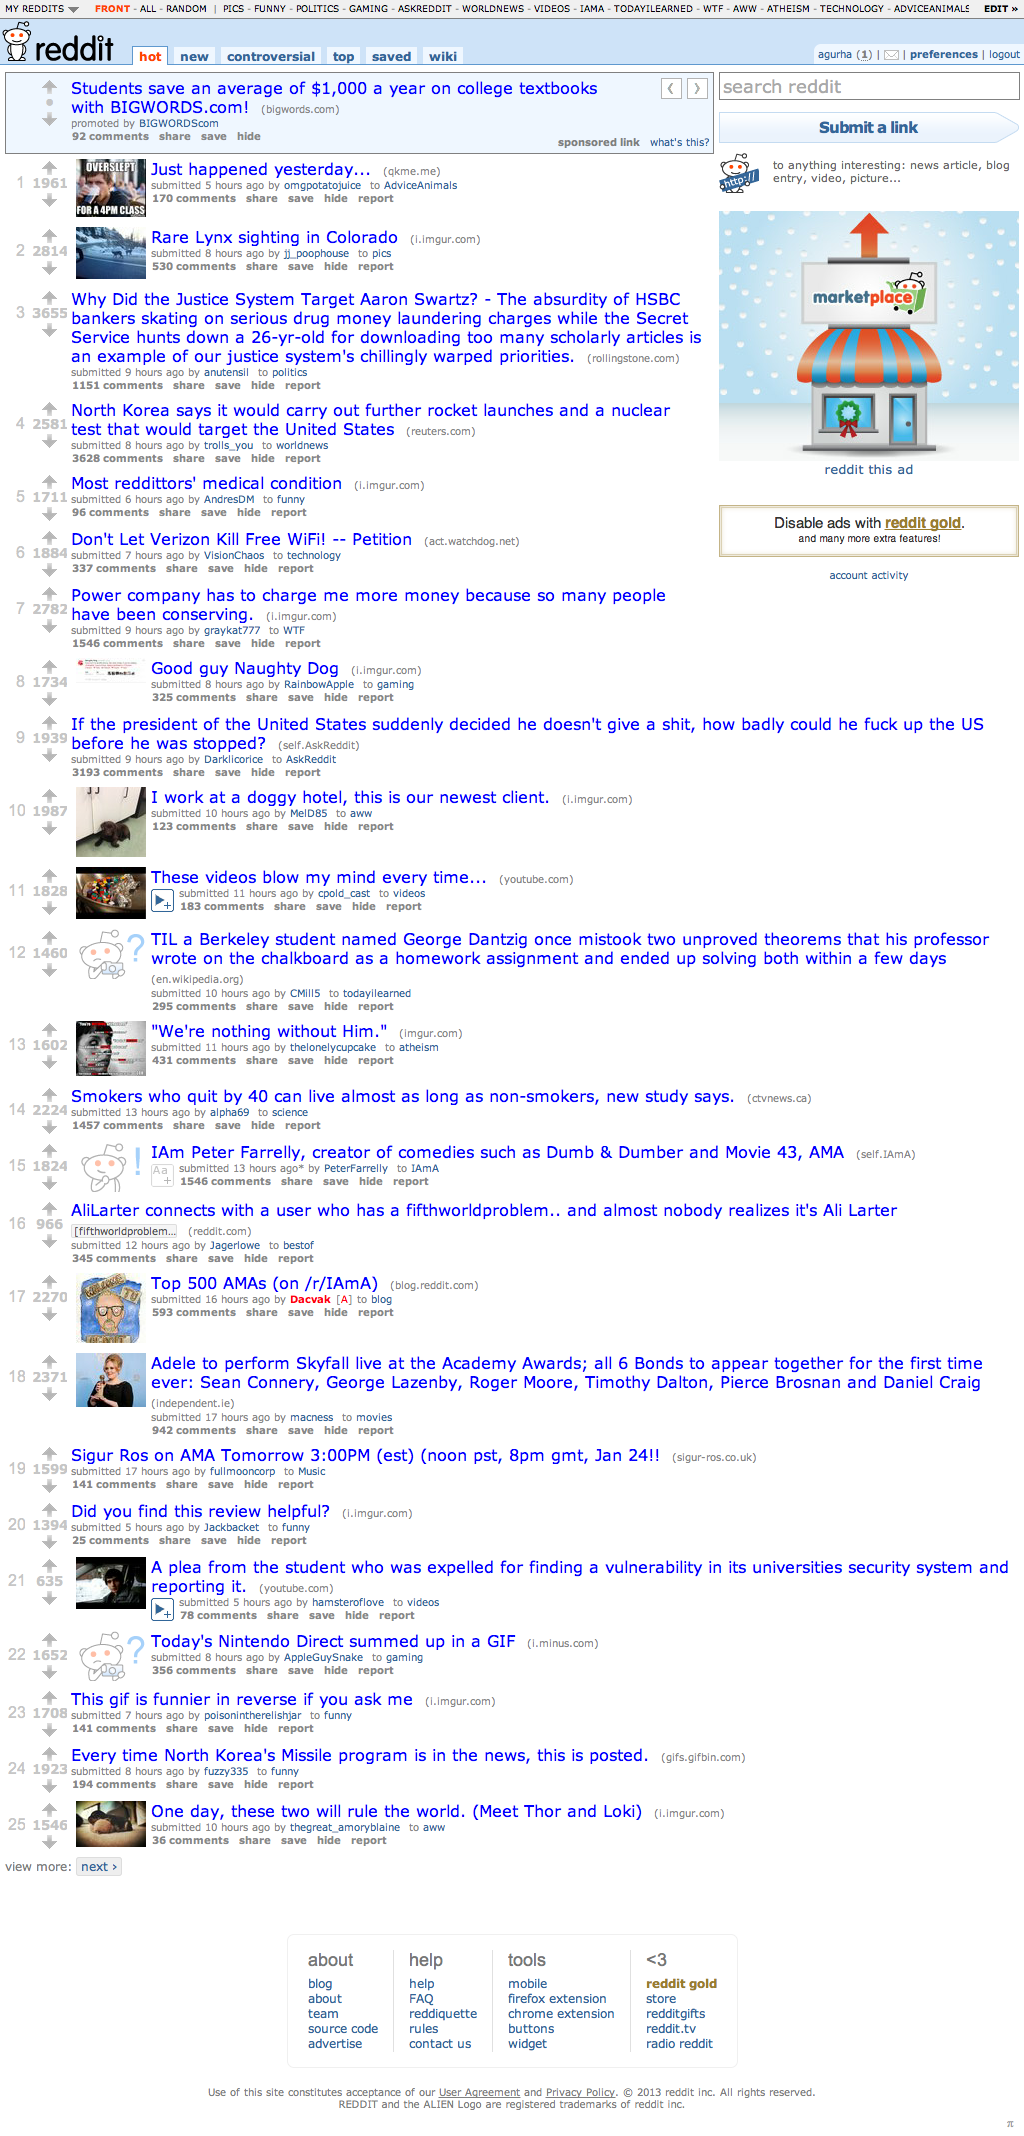 MY REDDITS FRONT - ALL - RANDOM | PICS - FUNNY - POLITICS - GAMING - ASKREDDIT - WORLDNEWS - VIDEOS - IAMA - TODAYILEARNED - WTF - AWW - ATHEISM - TECHNOLOGY - ADVICEANIMALS EDIT »
reddit hot new controversial top saved wiki
agurha (1) | | preferences | logout
Students save an average of $1,000 a year on college textbooks
with BIGWORDS.com! (bigwords.com)
promoted by BIGWORDScom
92 comments share save hide
sponsored link what's this?
search reddit
Submit a link
http://
to anything interesting: news article, blog
entry, video, picture...
marketplace
reddit this ad
Disable ads with reddit gold.
and many more extra features!
account activity
OVERSLEPT
FOR A 4PM CLASS
1 1961 Just happened yesterday... (qkme.me)
submitted 5 hours ago by omgpotatojuice to AdviceAnimals
170 comments share save hide report
2 2814 Rare Lynx sighting in Colorado (i.imgur.com)
submitted 8 hours ago by jj_poophouse to pics
530 comments share save hide report
3 3655 Why Did the Justice System Target Aaron Swartz? - The absurdity of HSBC
bankers skating on serious drug money laundering charges while the Secret
Service hunts down a 26-yr-old for downloading too many scholarly articles is
an example of our justice system's chillingly warped priorities. (rollingstone.com)
submitted 9 hours ago by anutensil to politics
1151 comments share save hide report
4 2581 North Korea says it would carry out further rocket launches and a nuclear
test that would target the United States (reuters.com)
submitted 8 hours ago by trolls_you to worldnews
3628 comments share save hide report
5 1711 Most reddittors' medical condition (i.imgur.com)
submitted 6 hours ago by AndresDM to funny
96 comments share save hide report
6 1884 Don't Let Verizon Kill Free WiFi! -- Petition (act.watchdog.net)
submitted 7 hours ago by VisionChaos to technology
337 comments share save hide report
7 2782 Power company has to charge me more money because so many people
have been conserving. (i.imgur.com)
submitted 9 hours ago by graykat777 to WTF
1546 comments share save hide report
8 1734 Good guy Naughty Dog (i.imgur.com)
submitted 8 hours ago by RainbowApple to gaming
325 comments share save hide report
9 1939 If the president of the United States suddenly decided he doesn't give a shit, how badly could he fuck up the US
before he was stopped? (self.AskReddit)
submitted 9 hours ago by Darklicorice to AskReddit
3193 comments share save hide report
10 1987 I work at a doggy hotel, this is our newest client. (i.imgur.com)
submitted 10 hours ago by MelD85 to aww
123 comments share save hide report
11 1828 These videos blow my mind every time... (youtube.com)
submitted 11 hours ago by cpold_cast to videos
183 comments share save hide report
12 1460 TIL a Berkeley student named George Dantzig once mistook two unproved theorems that his professor
wrote on the chalkboard as a homework assignment and ended up solving both within a few days
(en.wikipedia.org)
submitted 10 hours ago by CMill5 to todayilearned
295 comments share save hide report
13 1602 "We're nothing without Him." (imgur.com)
submitted 11 hours ago by thelonelycupcake to atheism
431 comments share save hide report
14 2224 Smokers who quit by 40 can live almost as long as non-smokers, new study says. (ctvnews.ca)
submitted 13 hours ago by alpha69 to science
1457 comments share save hide report
15 1824 IAm Peter Farrelly, creator of comedies such as Dumb & Dumber and Movie 43, AMA (self.IAmA)
Aa submitted 13 hours ago* by PeterFarrelly to IAmA
1546 comments share save hide report
16 966 AliLarter connects with a user who has a fifthworldproblem.. and almost nobody realizes it's Ali Larter
[fifthworldproblem... (reddit.com)
submitted 12 hours ago by Jagerlowe to bestof
345 comments share save hide report
17 2270 Top 500 AMAs (on /r/IAmA) (blog.reddit.com)
submitted 16 hours ago by Dacvak [A] to blog
593 comments share save hide report
18 2371 Adele to perform Skyfall live at the Academy Awards; all 6 Bonds to appear together for the first time
ever: Sean Connery, George Lazenby, Roger Moore, Timothy Dalton, Pierce Brosnan and Daniel Craig
(independent.ie)
submitted 17 hours ago by macness to movies
942 comments share save hide report
19 1599 Sigur Ros on AMA Tomorrow 3:00PM (est) (noon pst, 8pm gmt, Jan 24!! (sigur-ros.co.uk)
submitted 17 hours ago by fullmooncorp to Music
141 comments share save hide report
20 1394 Did you find this review helpful? (i.imgur.com)
submitted 5 hours ago by Jackbacket to funny
25 comments share save hide report
21 635 A plea from the student who was expelled for finding a vulnerability in its universities security system and
reporting it. (youtube.com)
submitted 5 hours ago by hamsteroflove to videos
78 comments share save hide report
22 1652 Today's Nintendo Direct summed up in a GIF (i.minus.com)
submitted 8 hours ago by AppleGuySnake to gaming
356 comments share save hide report
23 1708 This gif is funnier in reverse if you ask me (i.imgur.com)
submitted 7 hours ago by poisonintherelishjar to funny
141 comments share save hide report
24 1923 Every time North Korea's Missile program is in the news, this is posted. (gifs.gifbin.com)
submitted 8 hours ago by fuzzy335 to funny
194 comments share save hide report
25 1546 One day, these two will rule the world. (Meet Thor and Loki) (i.imgur.com)
submitted 10 hours ago by thegreat_amoryblaine to aww
36 comments share save hide report
view more: next ›
about help tools <3
blog help mobile reddit gold
about FAQ firefox extension store
team reddiquette chrome extension redditgifts
source code rules buttons reddit.tv
advertise contact us widget radio reddit
Use of this site constitutes acceptance of our User Agreement and Privacy Policy. © 2013 reddit inc. All rights reserved.
REDDIT and the ALIEN Logo are registered trademarks of reddit inc.
π